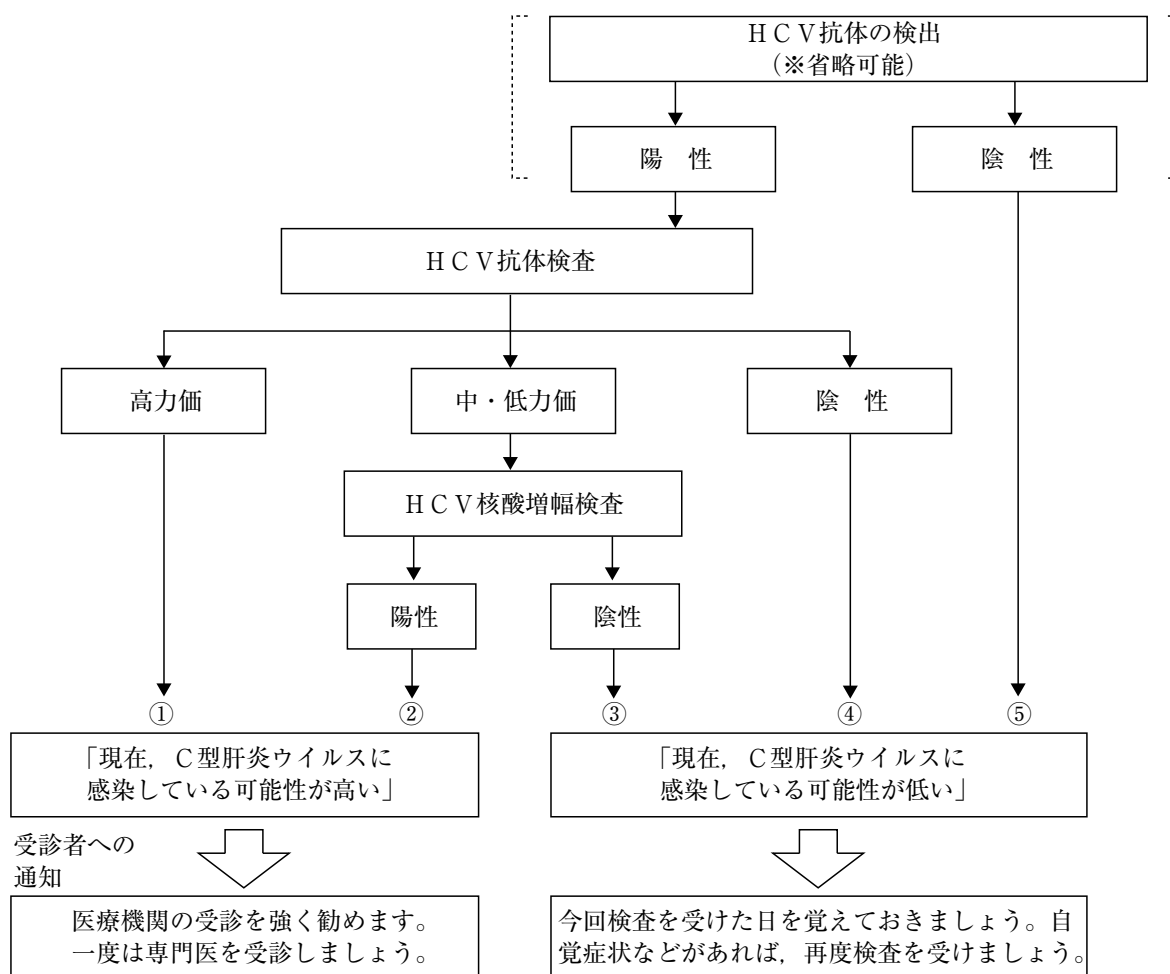 HCV抗体の検出
(※省略可能)
陽 性
陰 性
HCV抗体検査
高力価
中・低力価
陰 性
HCV核酸増幅検査
陽性
陰性
①
②
③
④
⑤
「現在,C型肝炎ウイルスに
感染している可能性が高い」
「現在,C型肝炎ウイルスに
感染している可能性が低い」
受診者への
通知
医療機関の受診を強く勧めます。
一度は専門医を受診しましょう。
今回検査を受けた日を覚えておきましょう。自
覚症状などがあれば,再度検査を受けましょう。